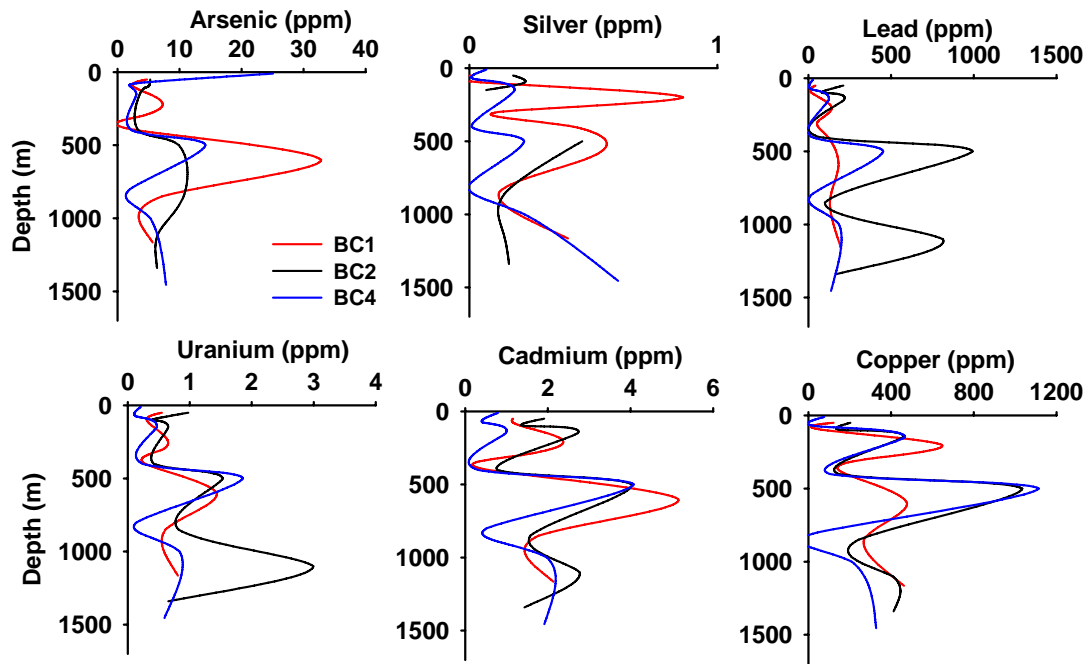 Arsenic (ppm)
0 10 20 30 40
Depth (m)
0
500
1000
1500
BC1
BC2
BC4
Silver (ppm)
0 1
0
500
1000
1500
Lead (ppm)
0 500 1000 1500
0
500
1000
1500
Uranium (ppm)
0 1 2 3 4
Depth (m)
0
500
1000
1500
Cadmium (ppm)
0 2 4 6
0
500
1000
1500
Copper (ppm)
0 400 800 1200
0
500
1000
1500